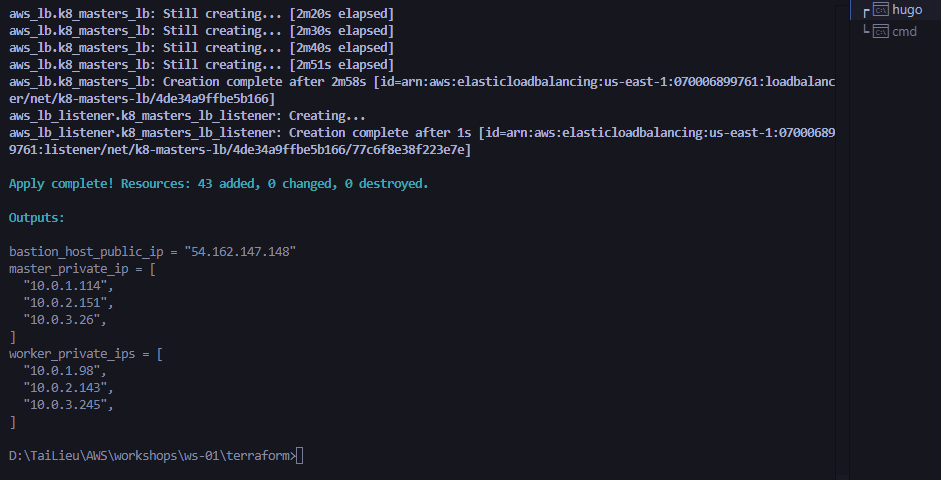 aws_lb.k8_masters_lb: Still creating... [2m20s elapsed]
aws_lb.k8_masters_lb: Still creating... [2m30s elapsed]
aws_lb.k8_masters_lb: Still creating... [2m40s elapsed]
aws_lb.k8_masters_lb: Still creating... [2m51s elapsed]
aws_lb.k8_masters_lb: Creation complete after 2m58s [id=arn:aws:elasticloadbalancing:us-east-1:070006899761:loadbalanc
er/net/k8-masters-lb/4de34a9ffbe5b166]
aws_lb_listener.k8_masters_lb_listener: Creating...
aws_lb_listener.k8_masters_lb_listener: Creation complete after 1s [id=arn:aws:elasticloadbalancing:us-east-1:07000689
9761:listener/net/k8-masters-lb/4de34a9ffbe5b166/77c6f8e38f223e7e]
Apply complete! Resources: 43 added, 0 changed, 0 destroyed.
Outputs:
bastion_host_public_ip = "54.162.147.148"
master_private_ip = [
"10.0.1.114",
"10.0.2.151",
"10.0.3.26",
]
worker_private_ips = [
"10.0.1.98",
"10.0.2.143",
"10.0.3.245",
]
D:\TaiLieu\AWS\workshops\ws-01\terraform>
hugo
cmd